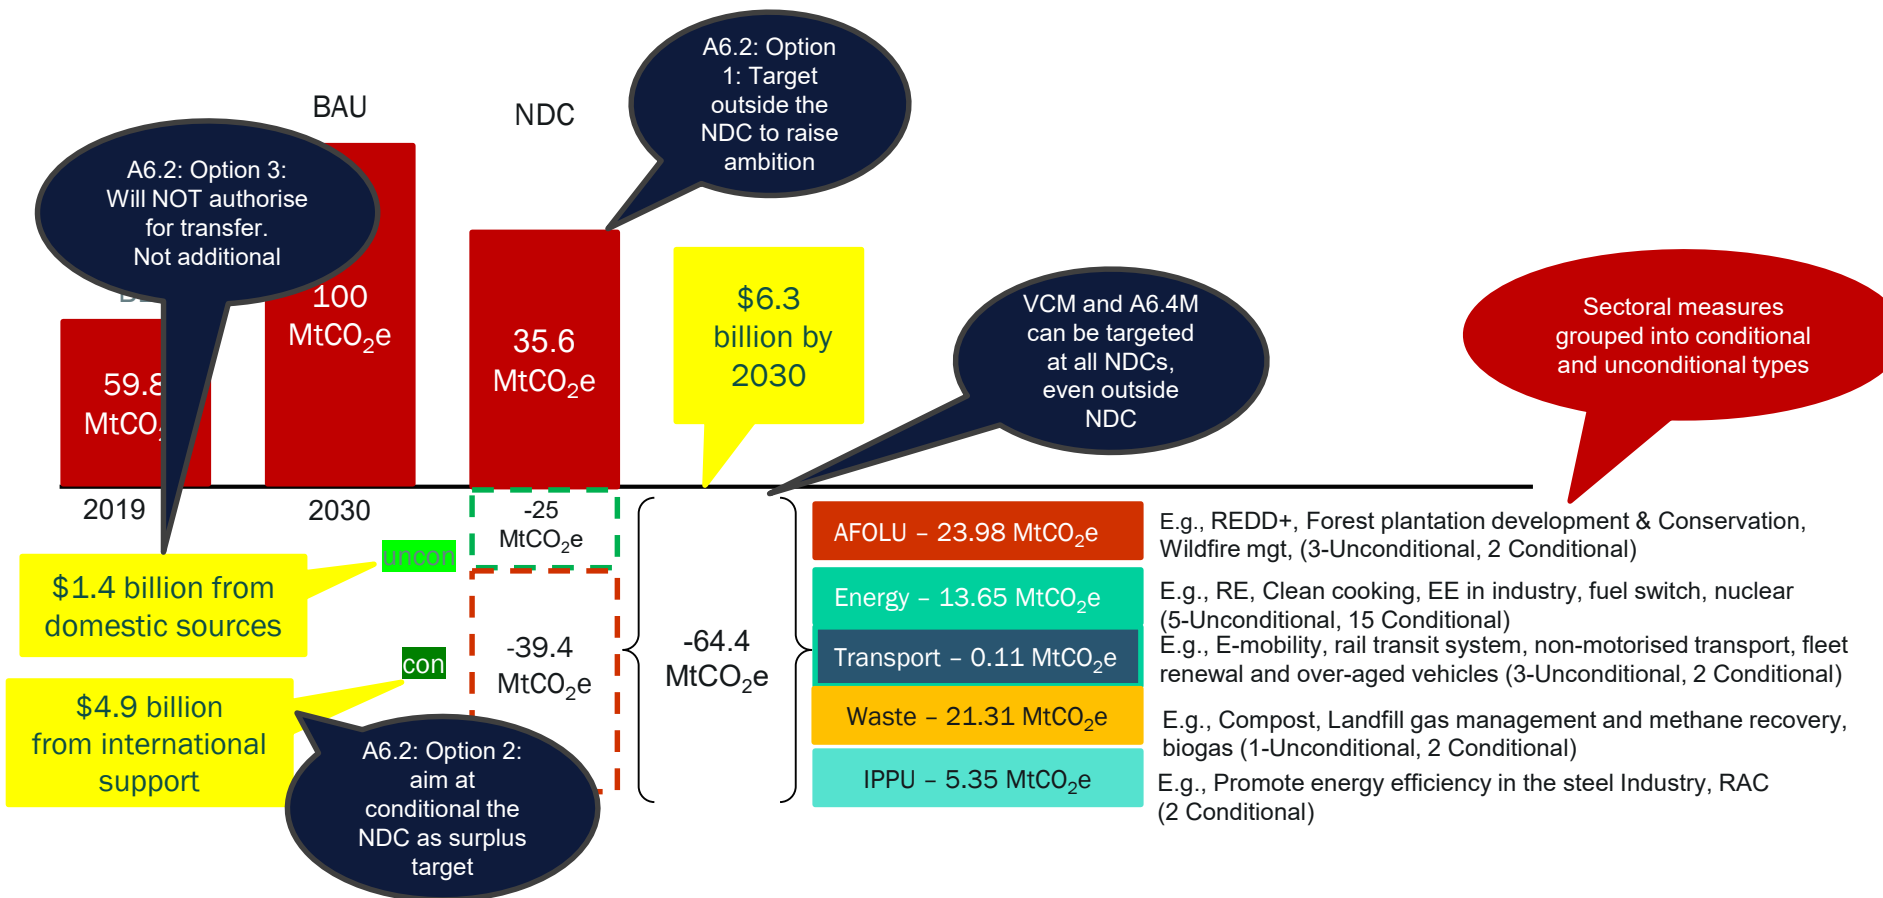 A6.2: Option
1: Target
outside the
NDC to raise
ambition
BAU
NDC
A6.2: Option 3:
Will NOT authorise
for transfer.
Not additional
100
MtCO₂e
59.8
MtCO₂
35.6
MtCO₂e
$6.3
billion by
2030
VCM and A6.4M
can be targeted
at all NDCs,
even outside
NDC
Sectoral measures
grouped into conditional
and unconditional types
2019
2030
-25
MtCO₂e
uncon
$1.4 billion from
domestic sources
con
-39.4
MtCO₂e
-64.4
MtCO₂e
$4.9 billion
from international
support
A6.2: Option 2:
aim at
conditional the
NDC as surplus
target
AFOLU – 23.98 MtCO₂e
E.g., REDD+, Forest plantation development & Conservation,
Wildfire mgt, (3-Unconditional, 2 Conditional)
Energy – 13.65 MtCO₂e
E.g., RE, Clean cooking, EE in industry, fuel switch, nuclear
(5-Unconditional, 15 Conditional)
Transport – 0.11 MtCO₂e
E.g., E-mobility, rail transit system, non-motorised transport, fleet
renewal and over-aged vehicles (3-Unconditional, 2 Conditional)
Waste – 21.31 MtCO₂e
E.g., Compost, Landfill gas management and methane recovery,
biogas (1-Unconditional, 2 Conditional)
IPPU – 5.35 MtCO₂e
E.g., Promote energy efficiency in the steel Industry, RAC
(2 Conditional)